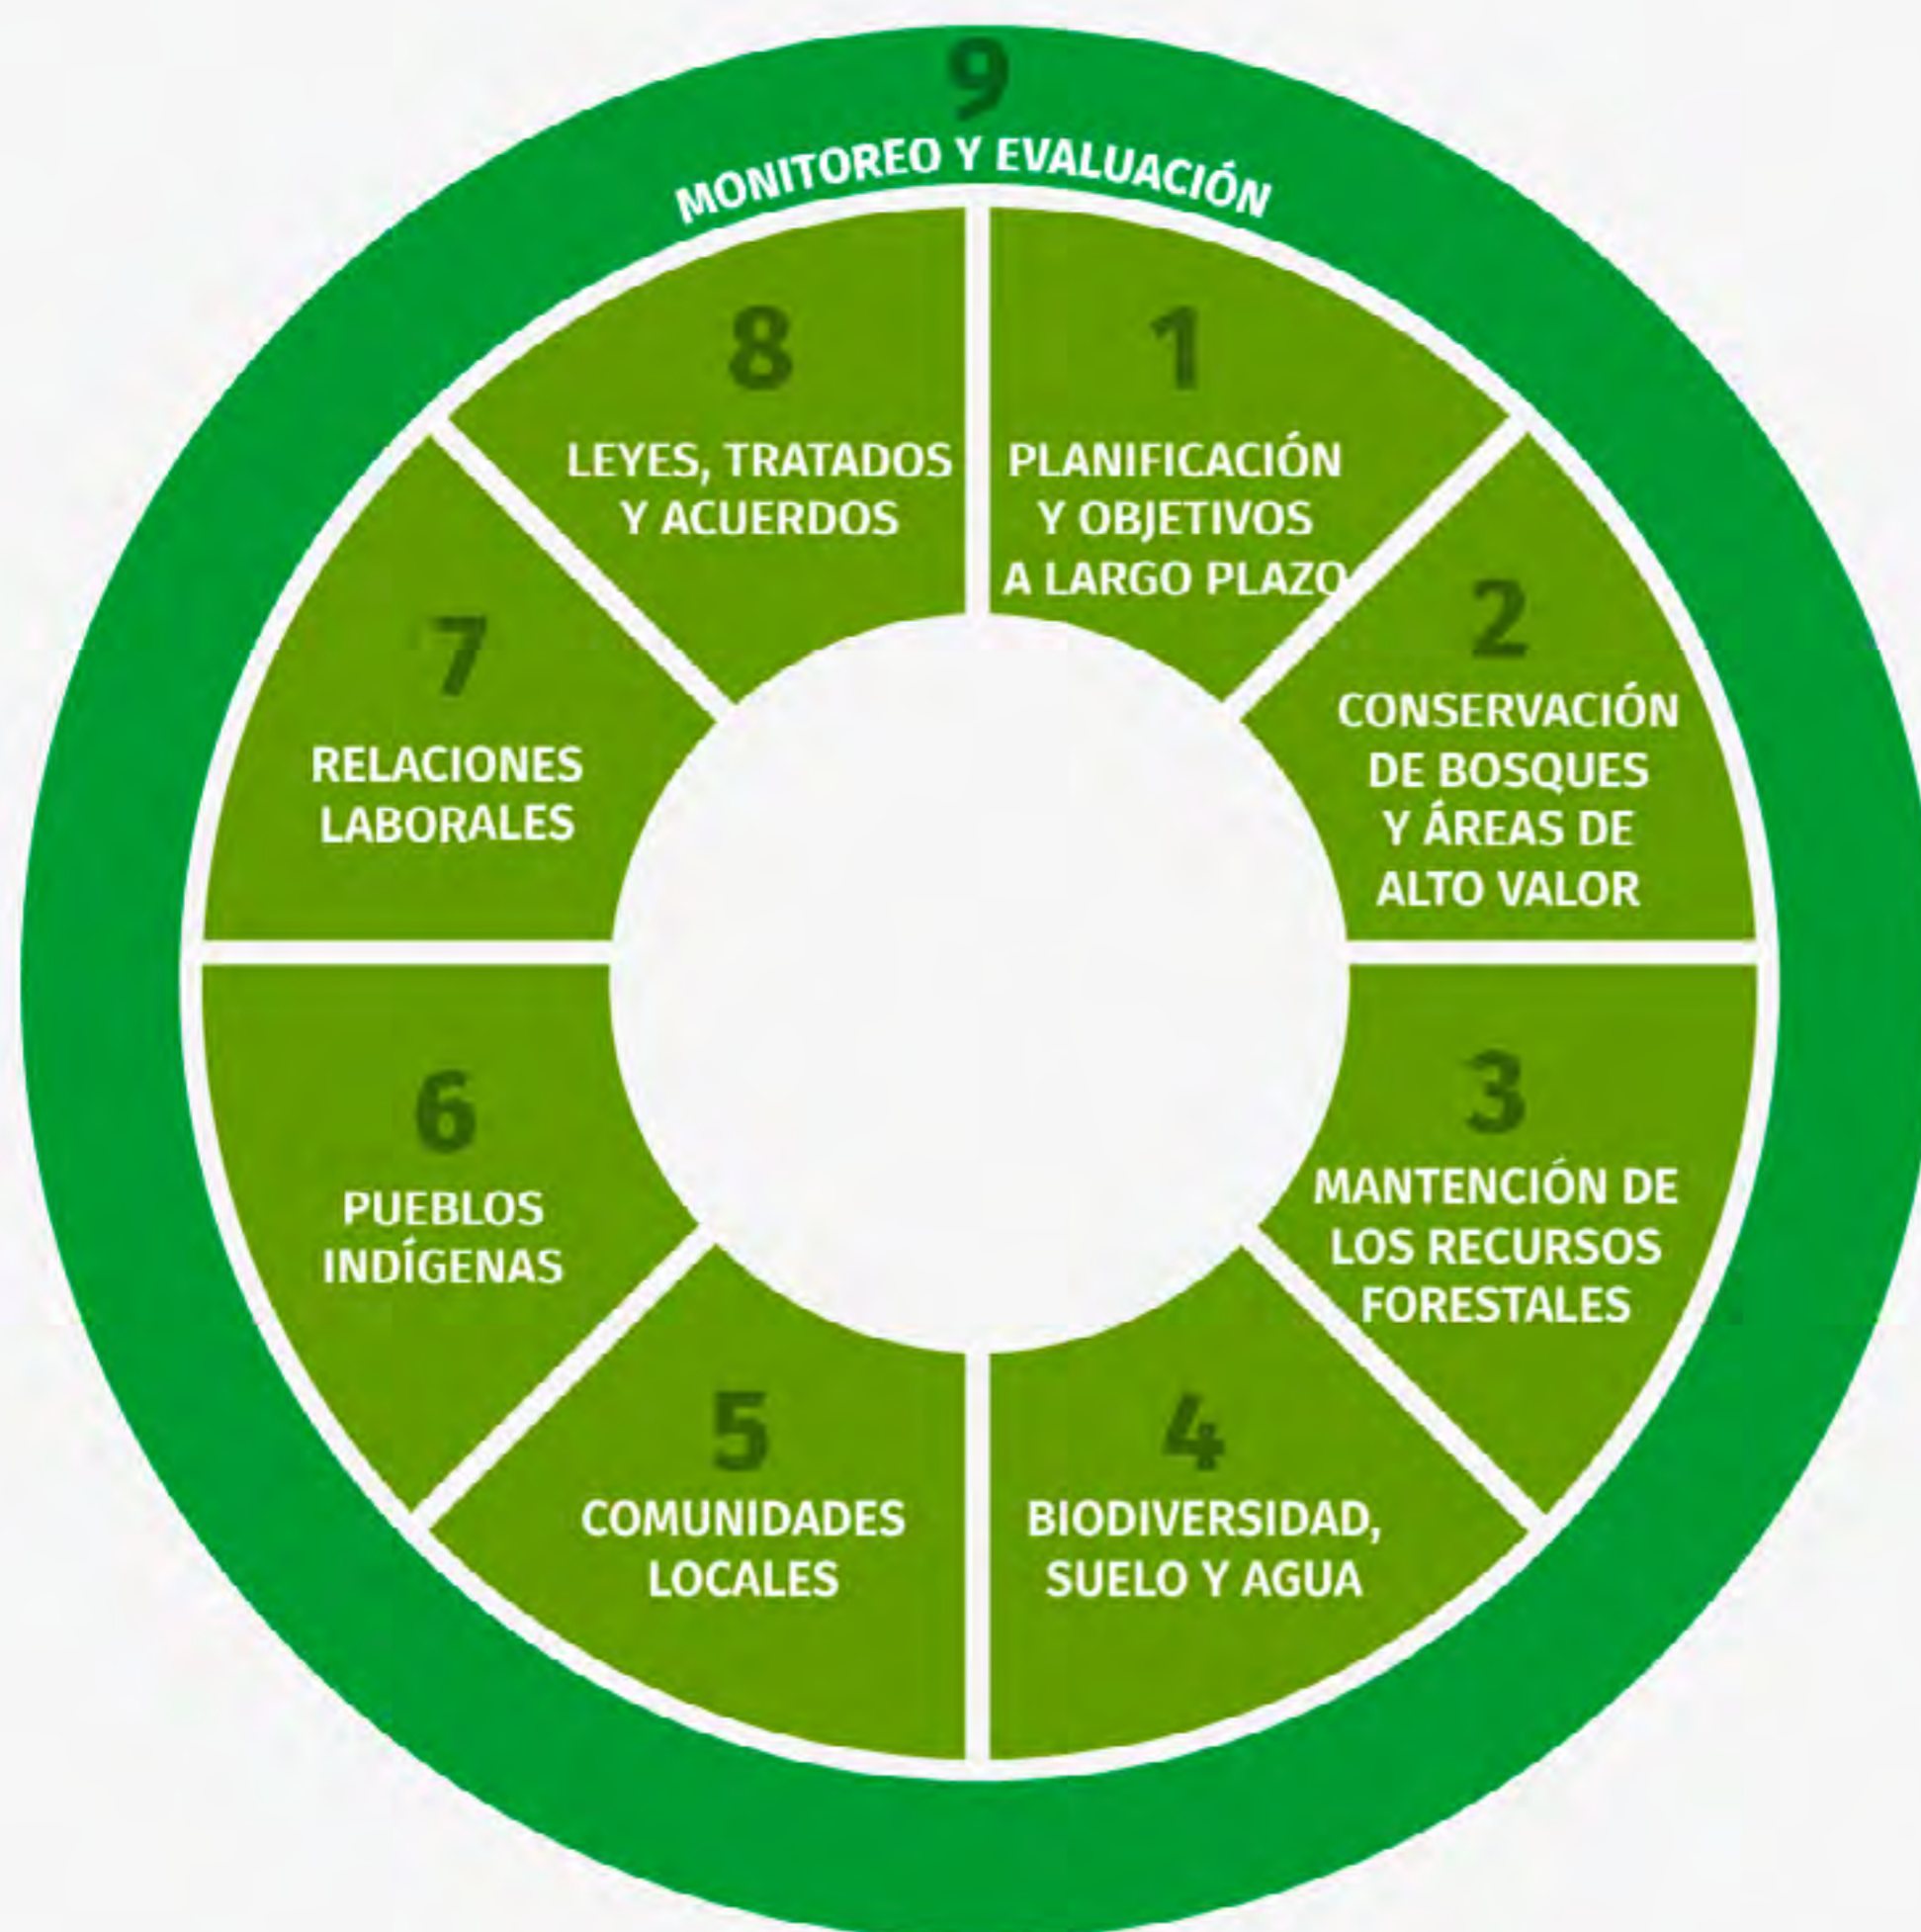 9
MONITOREO Y EVALUACIÓN
1
PLANIFICACIÓN
Y OBJETIVOS
A LARGO PLAZO
2
CONSERVACIÓN
DE BOSQUES
Y ÁREAS DE
ALTO VALOR
3
MANTENCIÓN DE
LOS RECURSOS
FORESTALES
4
BIODIVERSIDAD,
SUELO Y AGUA
5
COMUNIDADES
LOCALES
6
PUEBLOS
INDÍGENAS
7
RELACIONES
LABORALES
8
LEYES, TRATADOS
Y ACUERDOS